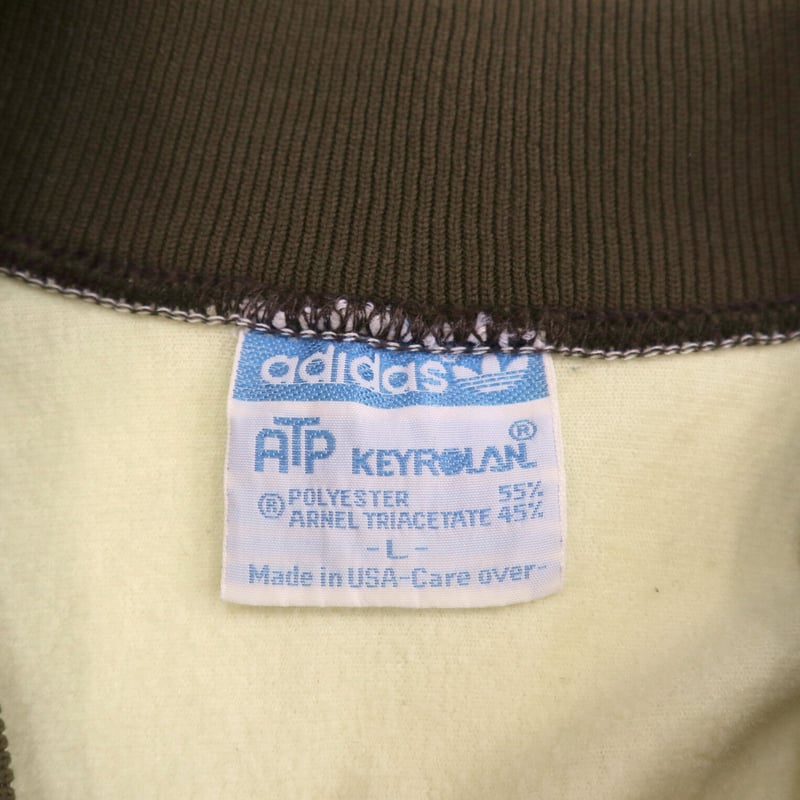 adidas
ATP KEYROLAN®
® POLYESTER 55%
ARNEL TRIACETATE 45%
- L -
Made in USA-Care over-